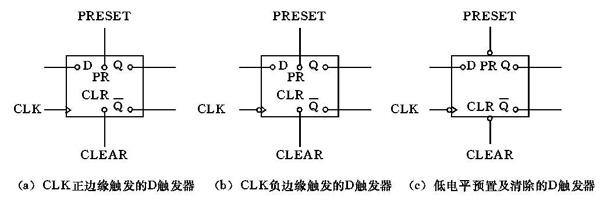 PRESET PRESET PRESET
D Q D Q D PR Q
PR PR
CLR CLR
CLK Q̅ CLK Q̅ CLK CLR Q̅
CLEAR CLEAR CLEAR
(a) CLK正边缘触发的D触发器 (b) CLK负边缘触发的D触发器 (c) 低电平预置及清除的D触发器